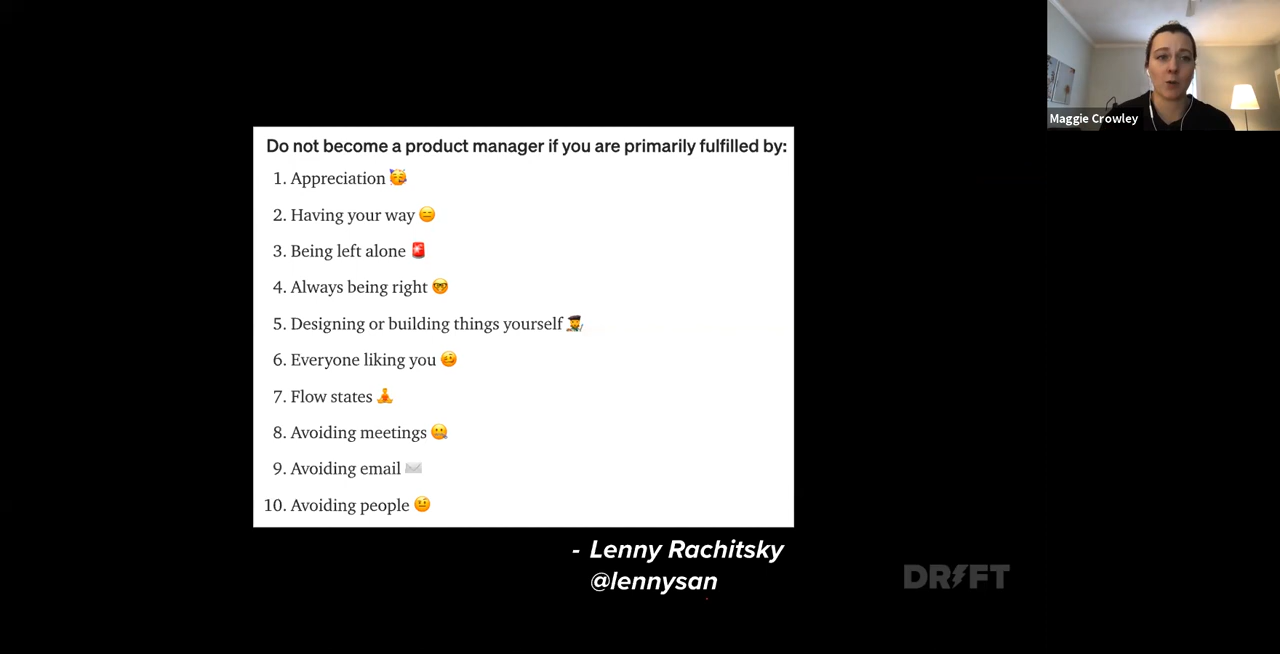 Maggie Crowley
Do not become a product manager if you are primarily fulfilled by:
1. Appreciation 🥳
2. Having your way 😑
3. Being left alone 🚨
4. Always being right 🤓
5. Designing or building things yourself 👨‍🎨
6. Everyone liking you 🥴
7. Flow states 🧘
8. Avoiding meetings 🤐
9. Avoiding email ✉️
10. Avoiding people 🤨
- Lenny Rachitsky
@lennysan
DRIFT